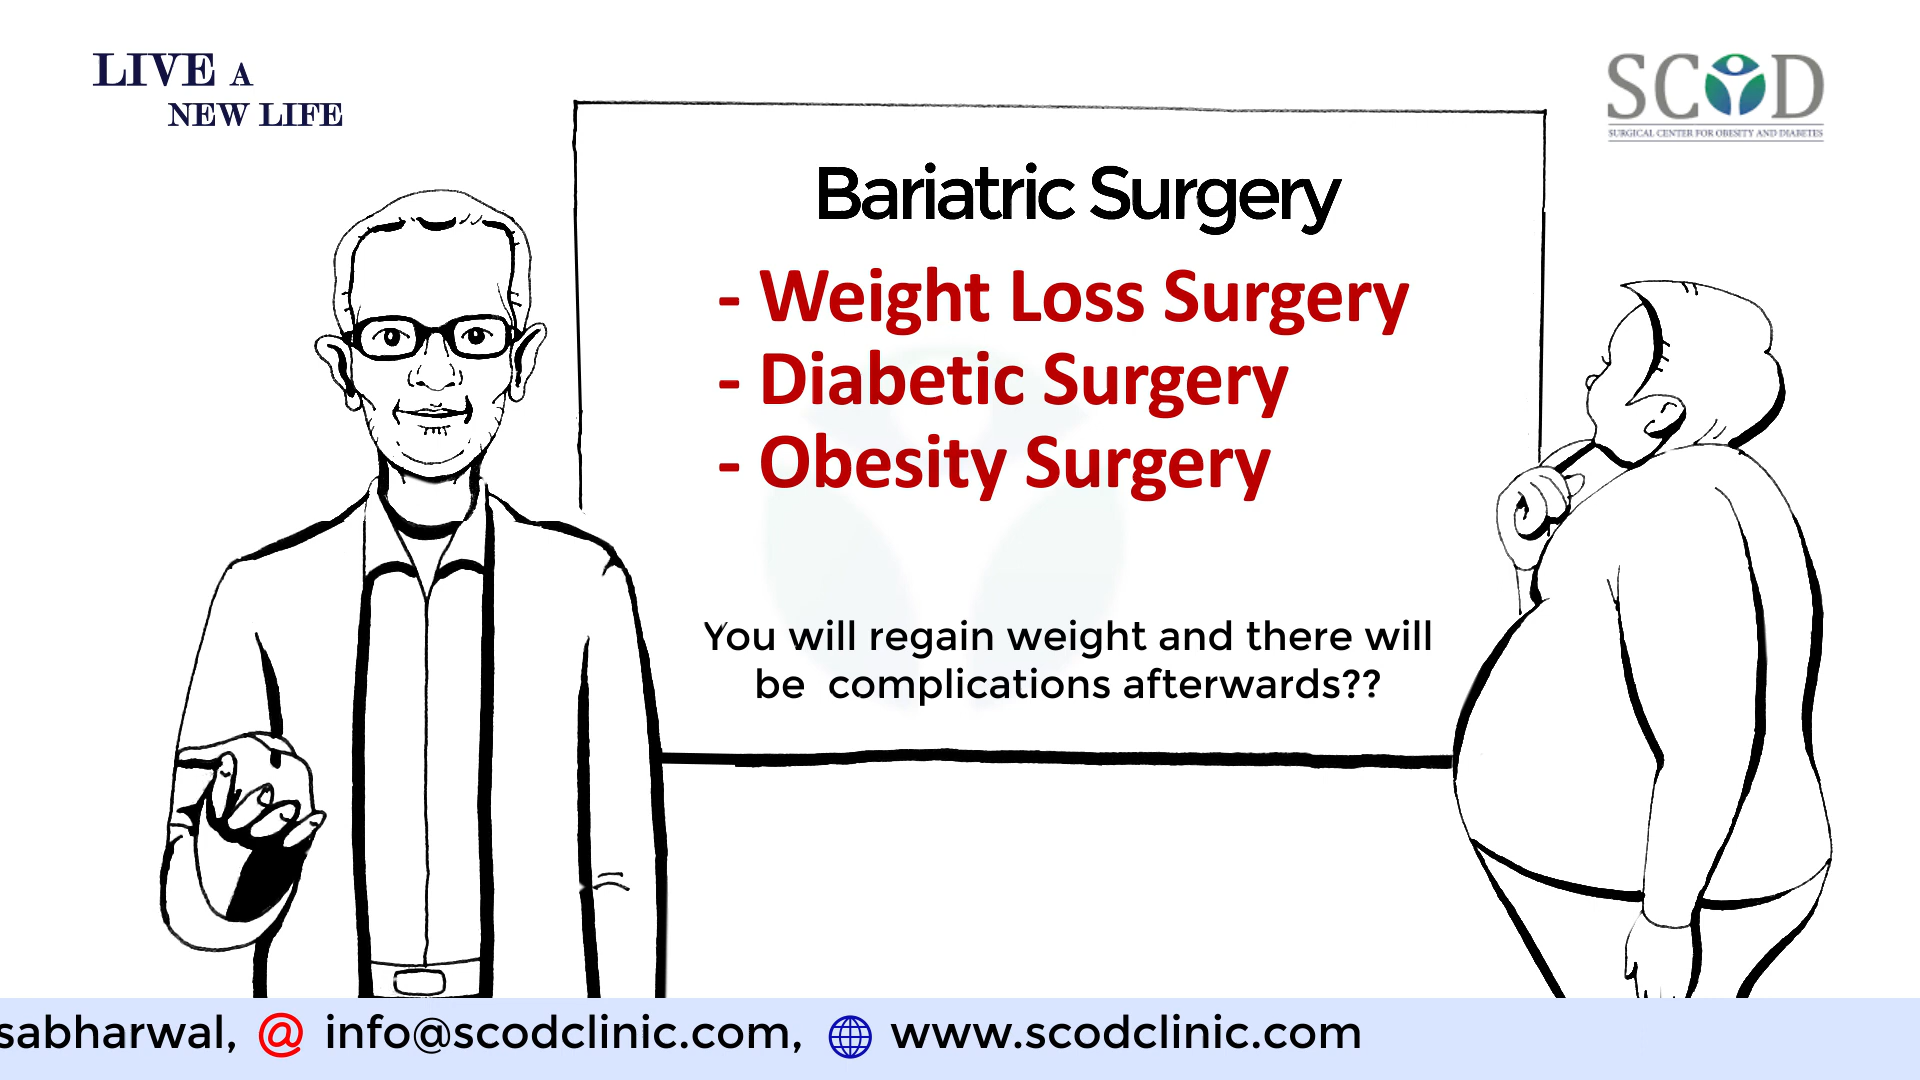 LIVE A
NEW LIFE
SCOD
SURGICAL CENTER FOR OBESITY AND DIABETES
Bariatric Surgery
- Weight Loss Surgery
- Diabetic Surgery
- Obesity Surgery
You will regain weight and there will
be complications afterwards??
sabharwal, @ info@scodclinic.com, www.scodclinic.com